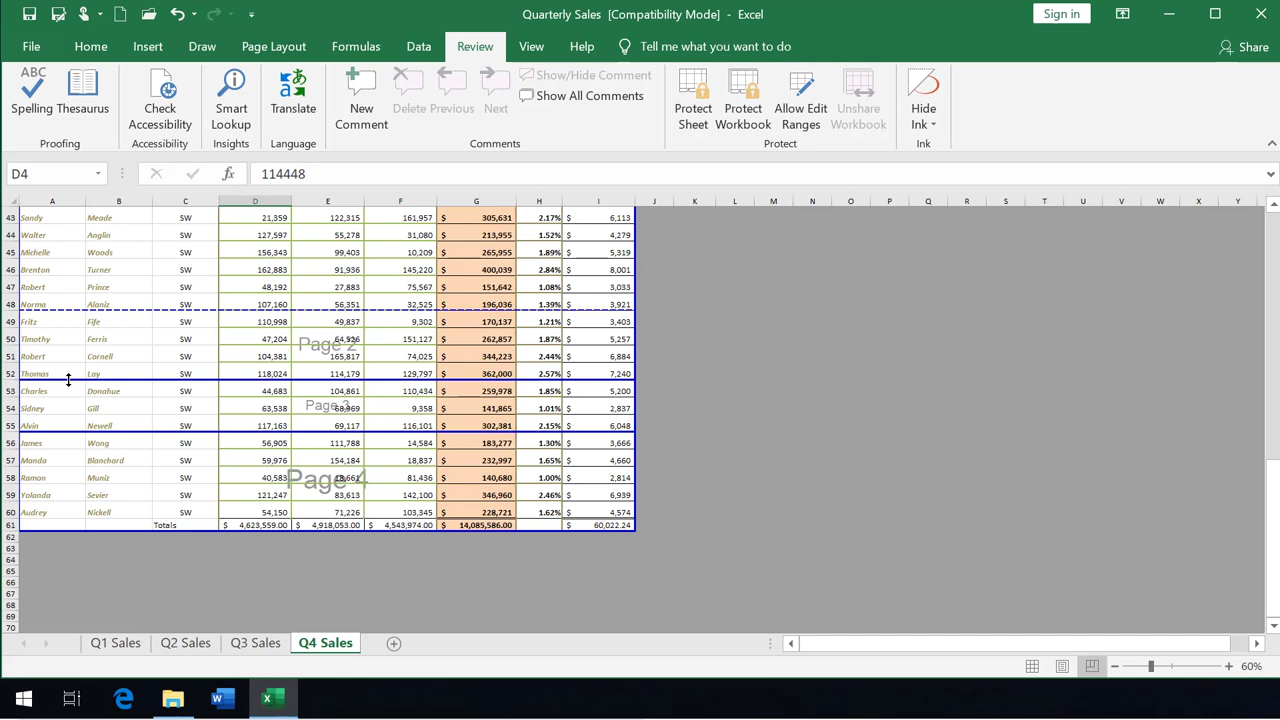 Quarterly Sales [Compatibility Mode] - Excel
Sign in
File Home Insert Draw Page Layout Formulas Data Review View Help Tell me what you want to do Share
ABC
Spelling Thesaurus Check Accessibility Smart Lookup Translate New Comment Delete Previous Next Show/Hide Comment Show All Comments Protect Sheet Protect Workbook Allow Edit Ranges Unshare Workbook Hide Ink
Proofing Accessibility Insights Language Comments Protect Ink
D4 fx 114448
A B C D E F G H I J K L M N O P Q R S T U V W X Y
43 Sandy Meade SW 21,359 122,315 161,957 $ 305,631 2.17% $ 6,113
44 Walter Anglin SW 127,597 55,278 31,080 $ 213,955 1.52% $ 4,279
45 Michelle Woods SW 156,343 99,403 10,209 $ 265,955 1.89% $ 5,319
46 Brenton Turner SW 162,883 91,936 145,220 $ 400,039 2.84% $ 8,001
47 Robert Prince SW 48,192 27,883 75,567 $ 151,642 1.08% $ 3,033
48 Norma Alaniz SW 107,160 56,351 32,525 $ 196,036 1.39% $ 3,921
49 Fritz Fife SW 110,998 49,837 9,302 $ 170,137 1.21% $ 3,403
50 Timothy Ferris SW 47,204 64,526 151,127 $ 262,857 1.87% $ 5,257
Page 2
51 Robert Cornell SW 104,381 165,817 74,025 $ 344,223 2.44% $ 6,884
52 Thomas Lay SW 118,024 114,179 129,797 $ 362,000 2.57% $ 7,240
53 Charles Donahue SW 44,683 104,861 110,434 $ 259,978 1.85% $ 5,200
Page 3
54 Sidney Gill SW 63,538 68,969 9,358 $ 141,865 1.01% $ 2,837
55 Alvin Newell SW 117,163 69,117 116,101 $ 302,381 2.15% $ 6,048
56 James Wong SW 56,905 111,788 14,584 $ 183,277 1.30% $ 3,666
57 Manda Blanchard SW 59,976 154,184 18,837 $ 232,997 1.65% $ 4,660
58 Ramon Muniz SW 40,583 18,661 81,436 $ 140,680 1.00% $ 2,814
Page 4
59 Yolanda Sevier SW 121,247 83,613 142,100 $ 346,960 2.46% $ 6,939
60 Audrey Nickell SW 54,150 71,226 103,345 $ 228,721 1.62% $ 4,574
61 Totals $ 4,623,559.00 $ 4,918,053.00 $ 4,543,974.00 $ 14,085,586.00 $ 60,022.24
62
63
64
65
66
67
68
69
70
Q1 Sales Q2 Sales Q3 Sales Q4 Sales
60%